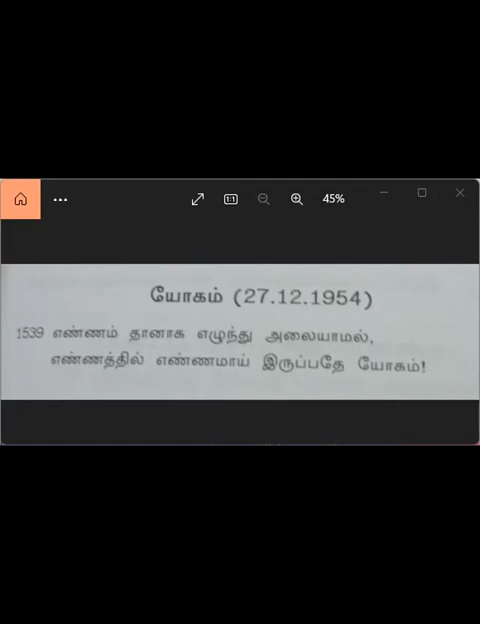 45%
யோகம் (27.12.1954)
1539 எண்ணம் தானாக எழுந்து அலையாமல்,
எண்ணத்தில் எண்ணமாய் இருப்பதே யோகம்!